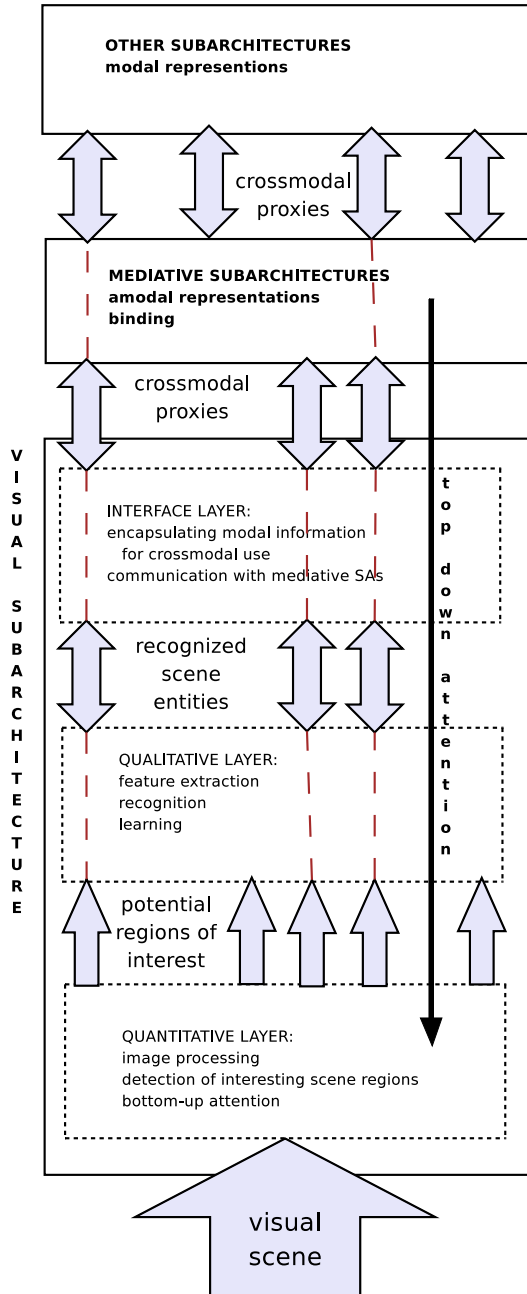 OTHER SUBARCHITECTURES
modal represention​s
crossmodal
proxies
MEDIATIVE SUBARCHITECTURES
amodal representations
binding
crossmodal
proxies
VISUAL SUBARCHITECTURE
INTERFACE LAYER:
encapsulating modal information
for crossmodal use
communication with mediative SAs
top down attention
recognized
scene
entities
QUALITATIVE LAYER:
feature extraction
recognition
learning
potential
regions of
interest
QUANTITATIVE LAYER:
image processing
detection of interesting scene regions
bottom-up attention
visual
scene